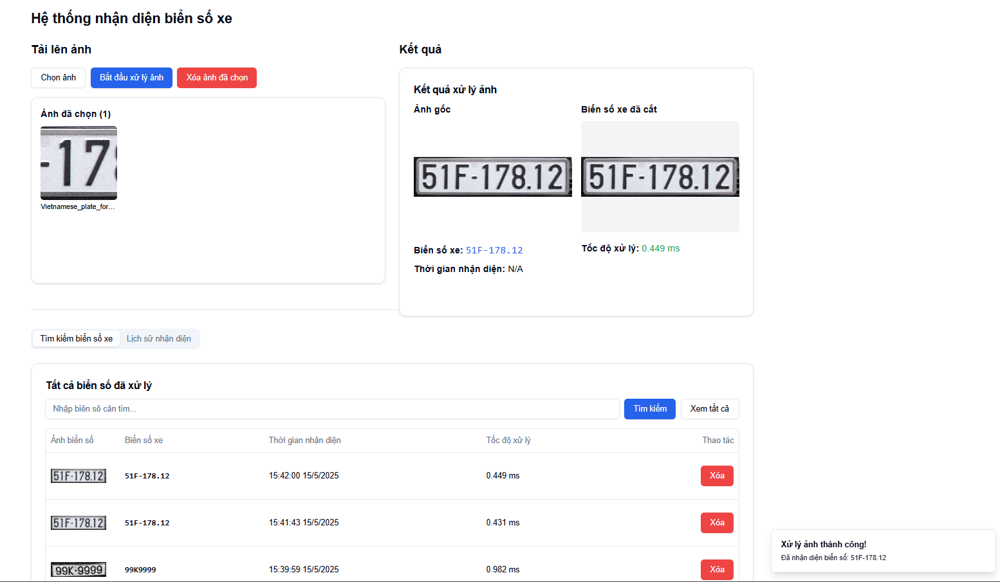 Hệ thống nhận diện biển số xe
Tải lên ảnh
Chọn ảnh
Bắt đầu xử lý ảnh
Xóa ảnh đã chọn
Ảnh đã chọn (1)
-178
Vietnamese_plate_for...
Kết quả
Kết quả xử lý ảnh
Ảnh gốc
Biển số xe đã cắt
51F-178.12
51F-178.12
Biển số xe: 51F-178.12
Tốc độ xử lý: 0.449 ms
Thời gian nhận diện: N/A
Tìm kiếm biển số xe
Lịch sử nhận diện
Tất cả biển số đã xử lý
Nhập biển số cần tìm...
Tìm kiếm
Xem tất cả
Ảnh biển số Biển số xe Thời gian nhận diện Tốc độ xử lý Thao tác
51F-178.12 51F-178.12 15:42:00 15/5/2025 0.449 ms Xóa
51F-178.12 51F-178.12 15:41:43 15/5/2025 0.431 ms Xóa
99K-9999 99K9999 15:39:59 15/5/2025 0.982 ms Xóa
Xử lý ảnh thành công!
Đã nhận diện biển số: 51F-178.12